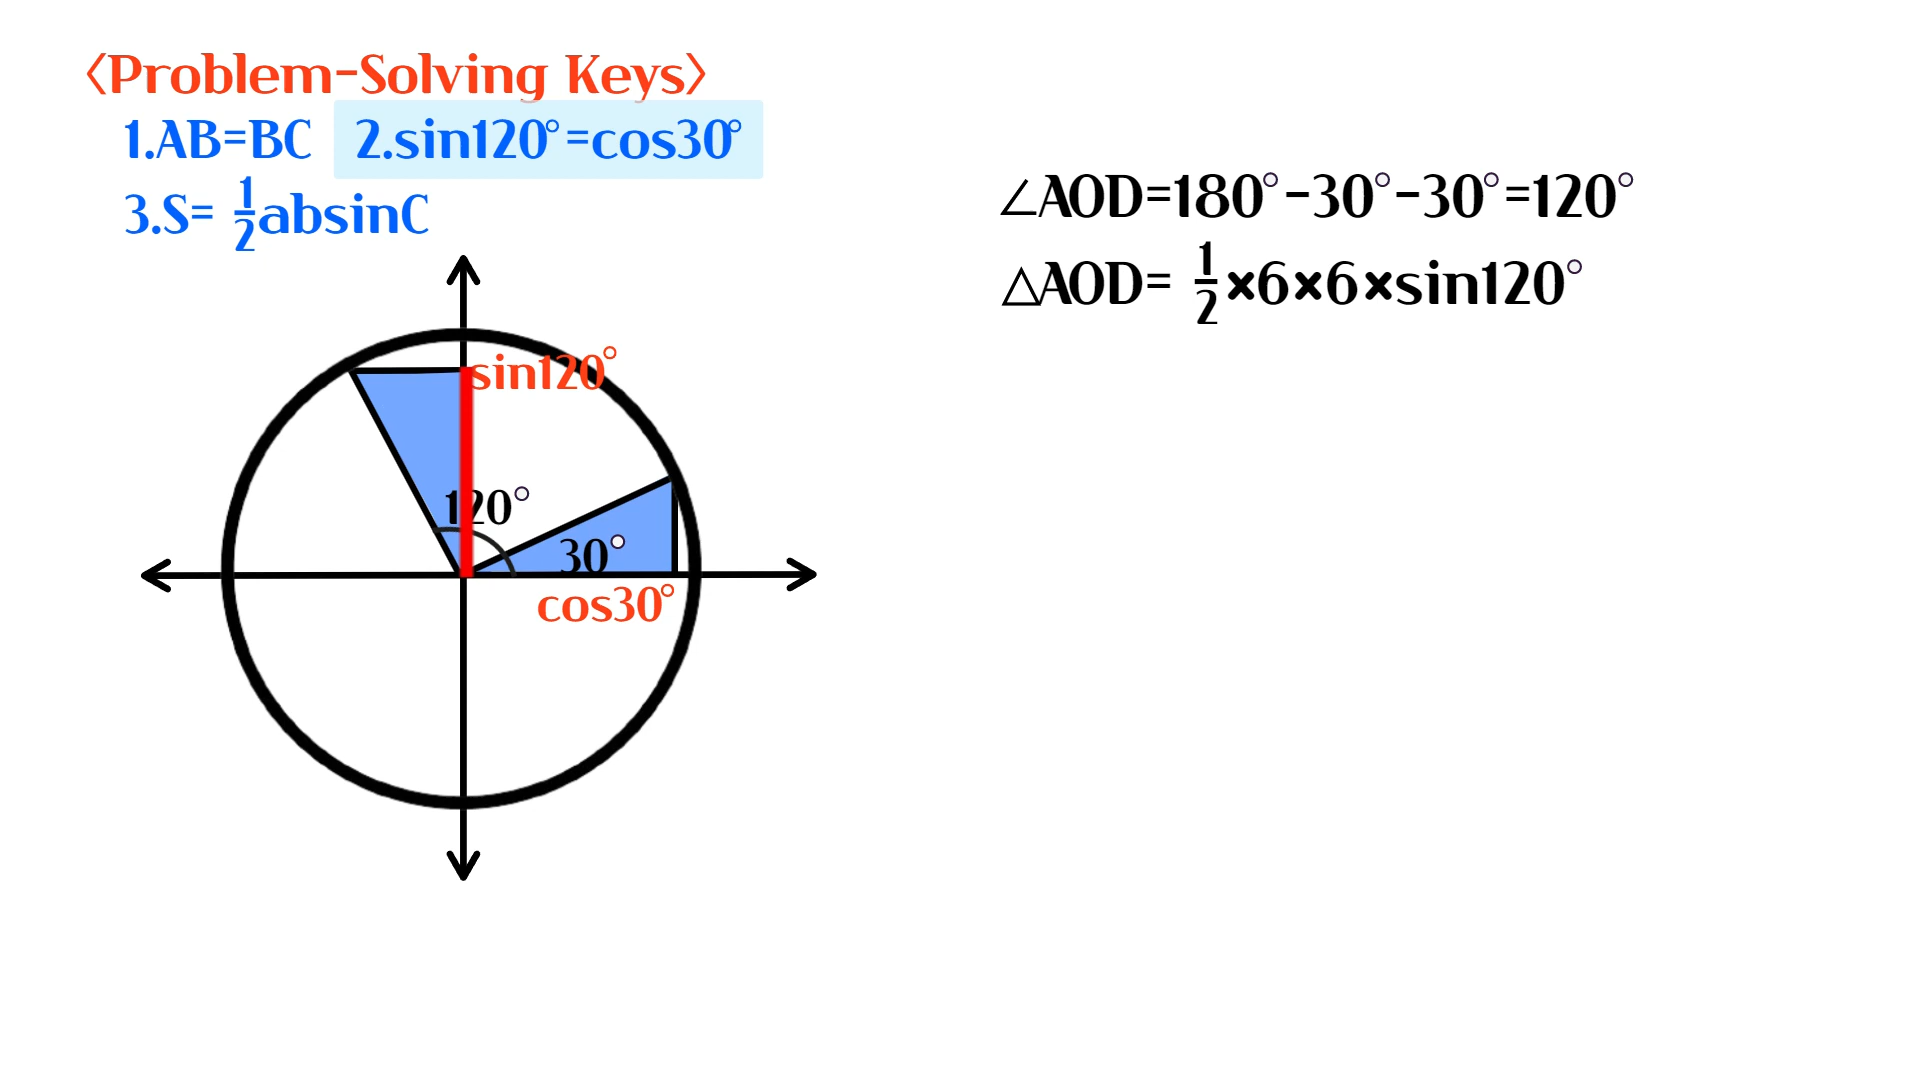 〈Problem-Solving Keys〉
1.AB=BC 2.sin120°=cos30°
3.S= 1/2absinC
∠AOD=180°-30°-30°=120°
△AOD= 1/2×6×6×sin120°
sin120°
120°
30°
cos30°